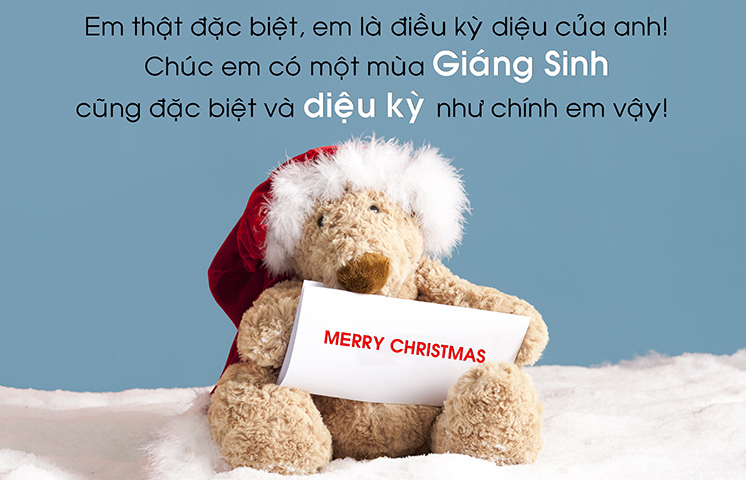 Em thật đặc biệt, em là điều kỳ diệu của anh!
Chúc em có một mùa Giáng Sinh
cũng đặc biệt và diệu kỳ như chính em vậy!
MERRY CHRISTMAS